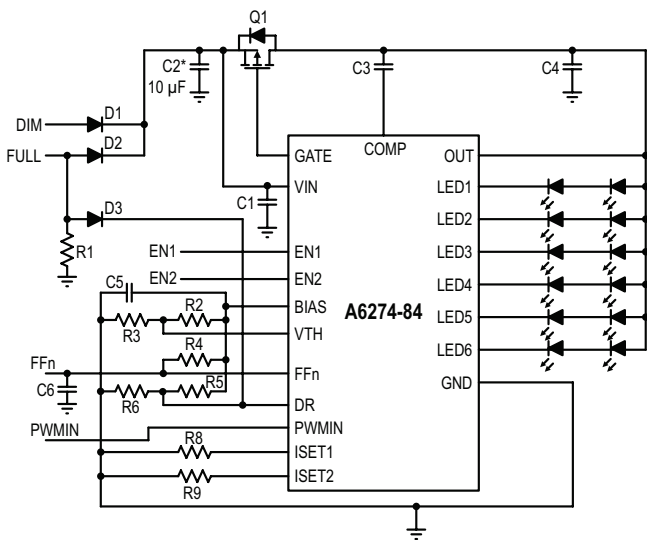 Q1
C2*
10 µF
C3
C4
DIM
D1
FULL
D2
COMP
GATE
OUT
VIN
LED1
C1
D3
LED2
R1
EN1
EN1
LED3
EN2
EN2
LED4
C5
BIAS
A6274-84
LED5
R3
R2
VTH
LED6
R4
FFn
FFn
GND
C6
R6
R5
DR
PWMIN
PWMIN
R8
ISET1
R9
ISET2